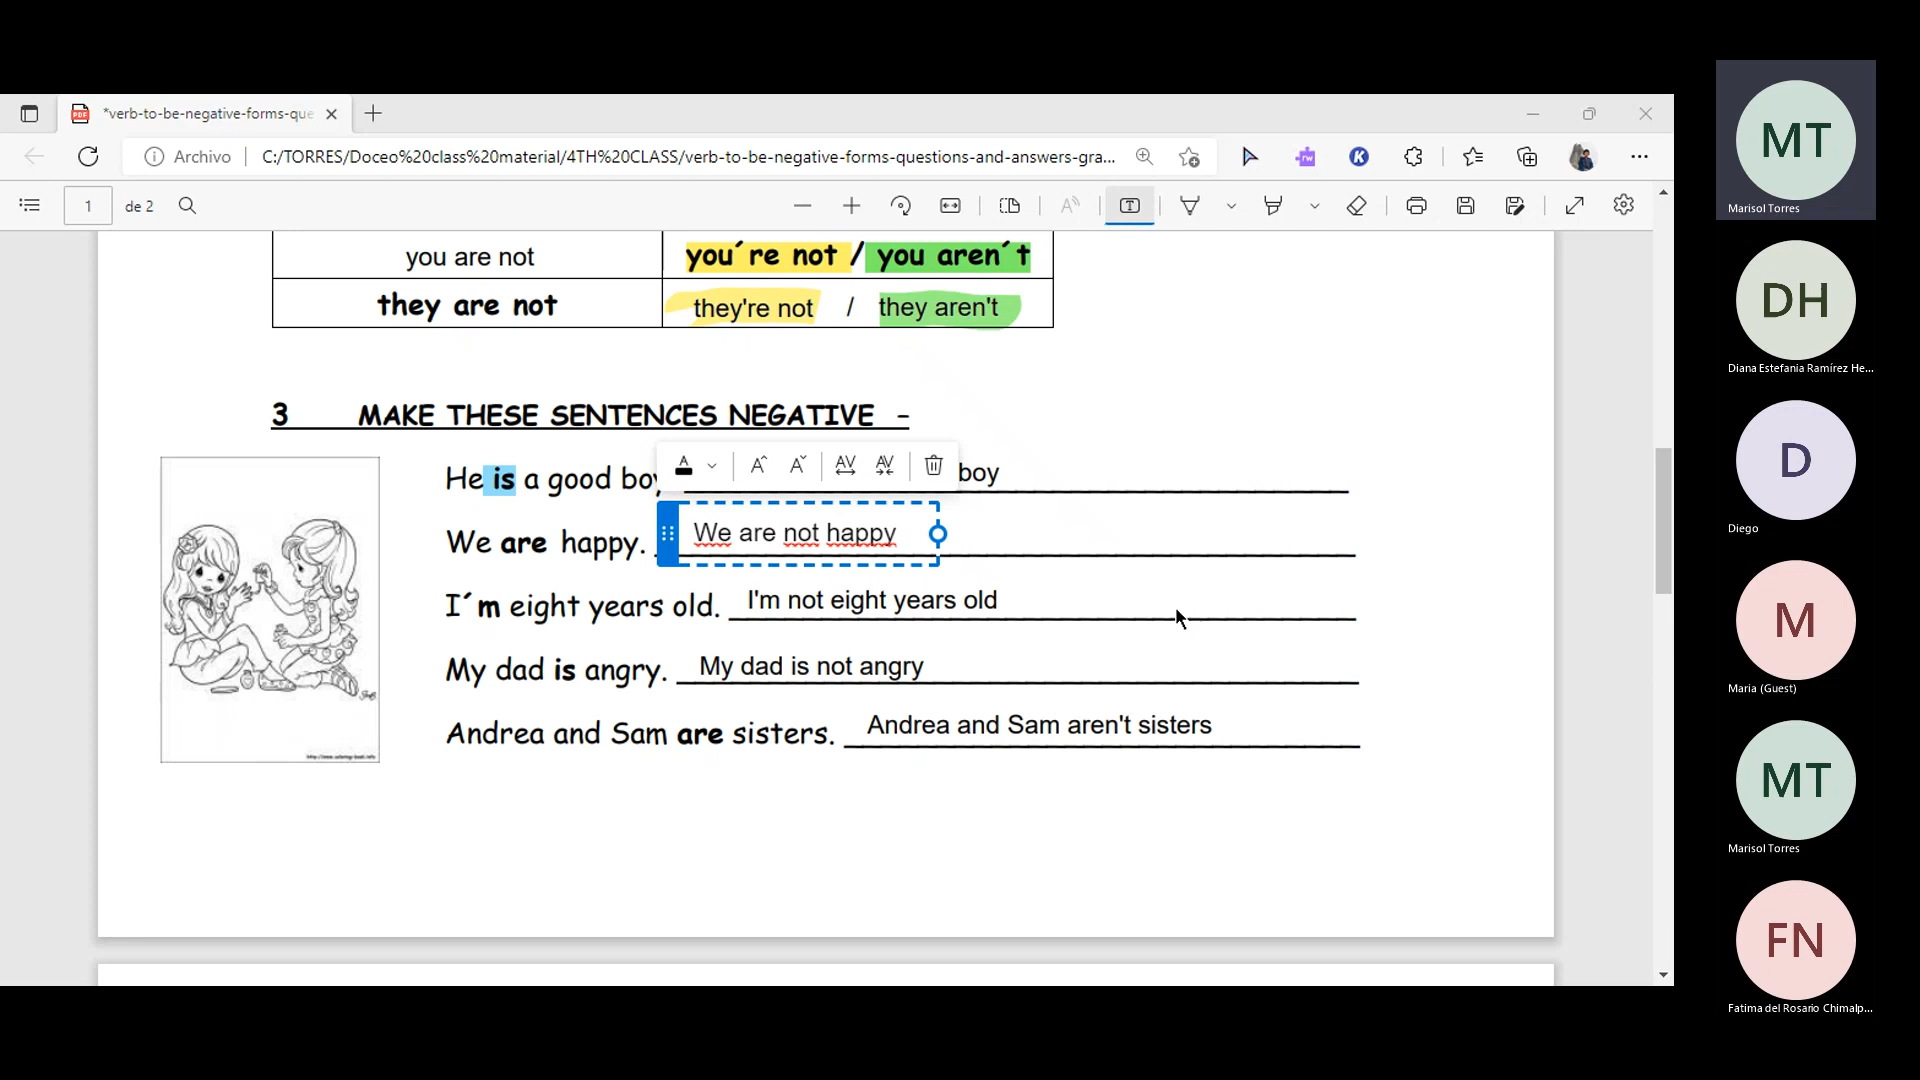 *verb-to-be-negative-forms-que
Archivo
C:/TORRES/Doceo%20class%20material/4TH%20CLASS/verb-to-be-negative-forms-questions-and-answers-gra...
1 de 2
you are not you´re not / you aren´t
they are not they're not / they aren't
3 MAKE THESE SENTENCES NEGATIVE -
He is a good boy boy
We are happy. We are not happy
I´m eight years old. I'm not eight years old
My dad is angry. My dad is not angry
Andrea and Sam are sisters. Andrea and Sam aren't sisters
MT
Marisol Torres
DH
Diana Estefania Ramírez He...
D
Diego
M
Maria (Guest)
MT
Marisol Torres
FN
Fatima del Rosario Chimalp...